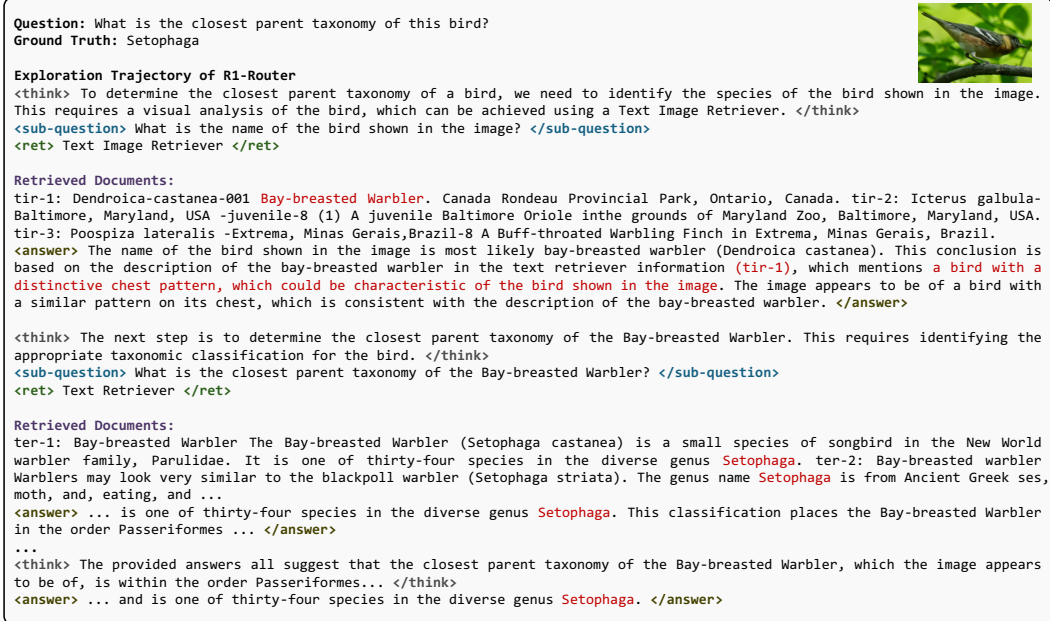 Question: What is the closest parent taxonomy of this bird?
Ground Truth: Setophaga
Exploration Trajectory of R1-Router
<think> To determine the closest parent taxonomy of a bird, we need to identify the species of the bird shown in the image.
This requires a visual analysis of the bird, which can be achieved using a Text Image Retriever. </think>
<sub-question> What is the name of the bird shown in the image? </sub-question>
<ret> Text Image Retriever </ret>
Retrieved Documents:
tir-1: Dendroica-castanea-001 Bay-breasted Warbler. Canada Rondeau Provincial Park, Ontario, Canada. tir-2: Icterus galbula-
Baltimore, Maryland, USA -juvenile-8 (1) A juvenile Baltimore Oriole inthe grounds of Maryland Zoo, Baltimore, Maryland, USA.
tir-3: Poospiza lateralis -Extrema, Minas Gerais,Brazil-8 A Buff-throated Warbling Finch in Extrema, Minas Gerais, Brazil.
<answer> The name of the bird shown in the image is most likely bay-breasted warbler (Dendroica castanea). This conclusion is
based on the description of the bay-breasted warbler in the text retriever information (tir-1), which mentions a bird with a
distinctive chest pattern, which could be characteristic of the bird shown in the image. The image appears to be of a bird with
a similar pattern on its chest, which is consistent with the description of the bay-breasted warbler. </answer>
<think> The next step is to determine the closest parent taxonomy of the Bay-breasted Warbler. This requires identifying the
appropriate taxonomic classification for the bird. </think>
<sub-question> What is the closest parent taxonomy of the Bay-breasted Warbler? </sub-question>
<ret> Text Retriever </ret>
Retrieved Documents:
ter-1: Bay-breasted Warbler The Bay-breasted Warbler (Setophaga castanea) is a small species of songbird in the New World
warbler family, Parulidae. It is one of thirty-four species in the diverse genus Setophaga. ter-2: Bay-breasted warbler
Warblers may look very similar to the blackpoll warbler (Setophaga striata). The genus name Setophaga is from Ancient Greek ses,
moth, and, eating, and ...
<answer> ... is one of thirty-four species in the diverse genus Setophaga. This classification places the Bay-breasted Warbler
in the order Passeriformes ... </answer>
...
<think> The provided answers all suggest that the closest parent taxonomy of the Bay-breasted Warbler, which the image appears
to be of, is within the order Passeriformes... </think>
<answer> ... and is one of thirty-four species in the diverse genus Setophaga. </answer>